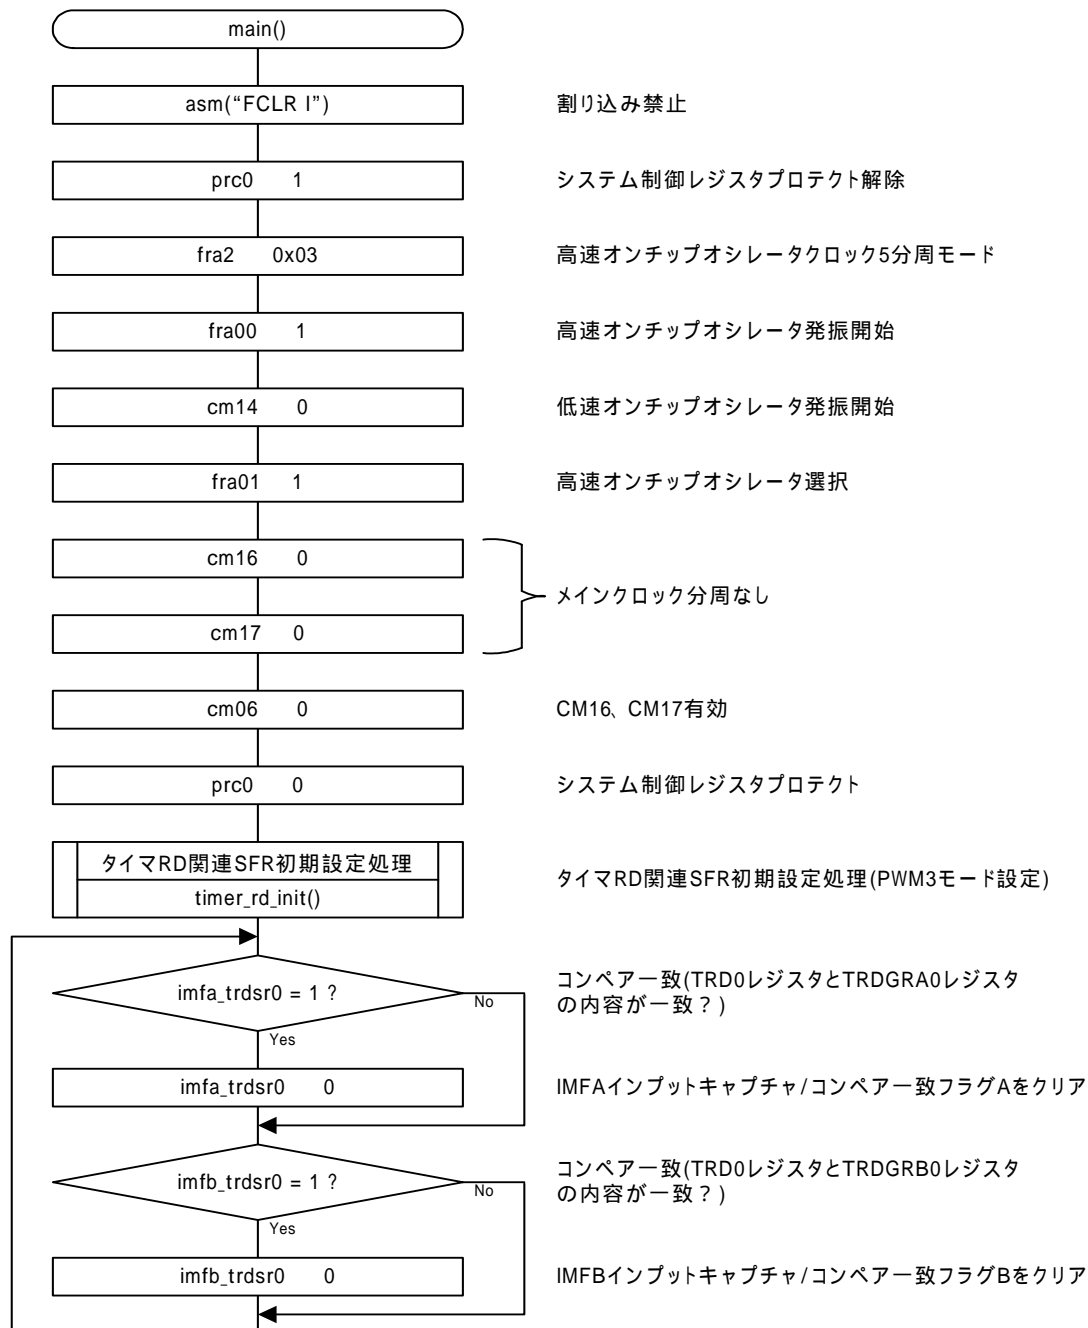 main()
asm(“FCLR I”)
割り込み禁止
prc0 1
システム制御レジスタプロテクト解除
fra2 0x03
高速オンチップオシレータクロック5分周モード
fra00 1
高速オンチップオシレータ発振開始
cm14 0
低速オンチップオシレータ発振開始
fra01 1
高速オンチップオシレータ選択
cm16 0
メインクロック分周なし
cm17 0
cm06 0
CM16、CM17有効
prc0 0
システム制御レジスタプロテクト
タイマRD関連SFR初期設定処理
timer_rd_init()
タイマRD関連SFR初期設定処理(PWM3モード設定)
imfa_trdsr0 = 1 ?
No
Yes
コンペア一致(TRD0レジスタとTRDGRA0レジスタ
の内容が一致？)
imfa_trdsr0 0
IMFAインプットキャプチャ/コンペア一致フラグAをクリア
imfb_trdsr0 = 1 ?
No
Yes
コンペア一致(TRD0レジスタとTRDGRB0レジスタ
の内容が一致？)
imfb_trdsr0 0
IMFBインプットキャプチャ/コンペア一致フラグBをクリア